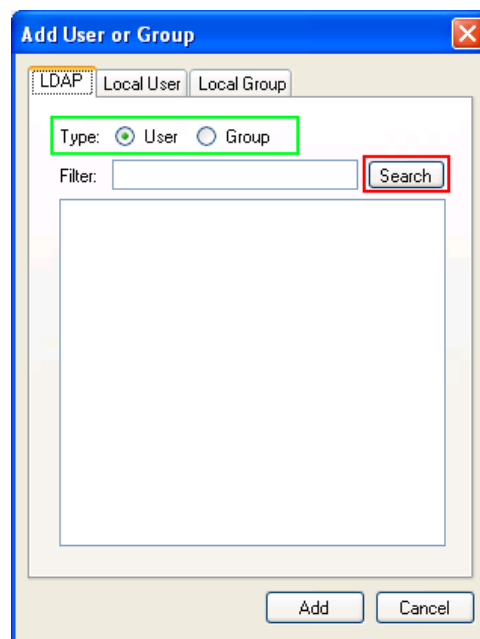 Add User or Group
LDAP Local User Local Group
Type: User Group
Filter: Search
Add Cancel